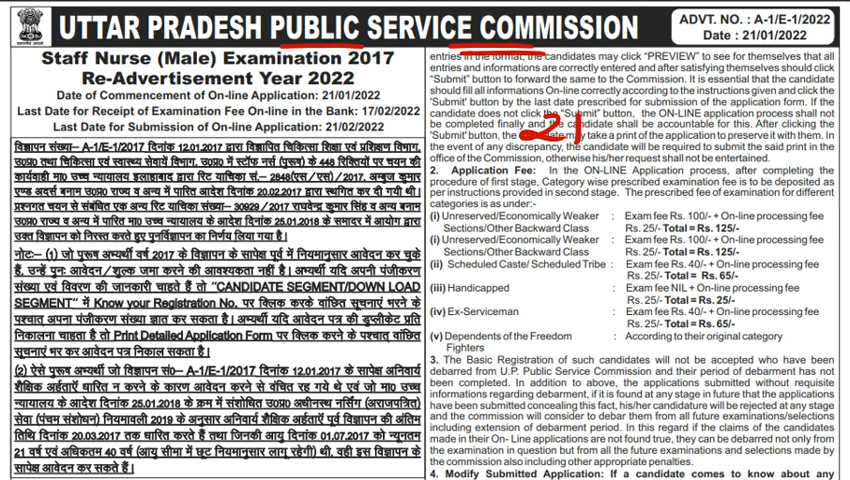 UTTAR PRADESH PUBLIC SERVICE COMMISSION
ADVT. NO. : A-1/E-1/2022
Date : 21/01/2022
Staff Nurse (Male) Examination 2017
Re-Advertisement Year 2022
Date of Commencement of On-line Application: 21/01/2022
Last Date for Receipt of Examination Fee On-line in the Bank: 17/02/2022
Last Date for Submission of On-line Application: 21/02/2022
विज्ञापन संख्या- A-1/E-1/2017 दिनांक 12.01.2017 द्वारा विज्ञापित चिकित्सा शिक्षा एवं प्रशिक्षण विभाग,
उ0प्र0 तथा चिकित्सा एवं स्वास्थ्य सेवायें विभाग, उ0प्र0 में स्टॉफ नर्स (पुरूष) के 448 रिक्तियों पर चयन की
कार्यवाही मा0 उच्च न्यायालय इलाहाबाद द्वारा रिट याचिका सं0- 2848(एस/एस)/2017, अम्बुज कुमार
एण्ड अदर्स बनाम उ0प्र0 राज्य व अन्य में पारित आदेश दिनांक 20.02.2017 द्वारा स्थगित कर दी गयी थी।
प्रश्नगत चयन से संबंधित एक अन्य रिट याचिका संख्या- 30929/2017 राघवेन्द्र कुमार सिंह व अन्य बनाम
उ0प्र0 राज्य व अन्य में पारित मा0 उच्च न्यायालय के आदेश दिनांक 25.01.2018 के समादर में आयोग द्वारा
उक्त विज्ञापन को निरस्त करते हुए पुनर्विज्ञापन का निर्णय लिया गया है।
नोटः- (1) जो पुरूष अभ्यर्थी वर्ष 2017 के विज्ञापन के सापेक्ष पूर्व में नियमानुसार आवेदन कर चुके
हैं, उन्हें पुनः आवेदन/शुल्क जमा करने की आवश्यकता नहीं है। अभ्यर्थी यदि अपनी पंजीकरण
संख्या एवं विवरण की जानकारी चाहते हैं तो "CANDIDATE SEGMENT/DOWN LOAD
SEGMENT" में Know your Registration No. पर क्लिक करके वांछित सूचनाएं भरने के
पश्चात् अपना पंजीकरण संख्या ज्ञात कर सकता है। अभ्यर्थी यदि आवेदन पत्र की डुप्लीकेट प्रति
निकालना चाहता है तो Print Detailed Application Form पर क्लिक करने के पश्चात् वांछित
सूचनाएं भर कर आवेदन पत्र निकाल सकता है।
(2) ऐसे पुरूष अभ्यर्थी जो विज्ञापन सं0- A-1/E-1/2017 दिनांक 12.01.2017 के सापेक्ष अनिवार्य
शैक्षिक अर्हताएँ धारित न करने के कारण आवेदन करने से वंचित रह गये थे एवं जो मा0 उच्च
न्यायालय के आदेश दिनांक 25.01.2018 के क्रम में संशोधित उ0प्र0 अधीनस्थ नर्सिंग (अराजपत्रित)
सेवा (पंचम संशोधन) नियमावली 2019 के अनुसार अनिवार्य शैक्षिक अर्हताएं पूर्व विज्ञापन की अंतिम
तिथि दिनांक 20.03.2017 तक धारित करते हैं तथा जिनकी आयु दिनांक 01.07.2017 को न्यूनतम
21 वर्ष एवं अधिकतम 40 वर्ष (आयु सीमा में छूट नियमानुसार लागू रहेगी) थी, वही इस विज्ञापन के
सापेक्ष आवेदन कर सकते हैं।
entries in the format, the candidates may click "PREVIEW" to see for themselves that all
entries and informations are correctly entered and after satisfying themselves should click
"Submit" button to forward the same to the Commission. It is essential that the candidate
should fill all informations On-line correctly according to the instructions given and click the
'Submit' button by the last date prescribed for submission of the application form. If the
candidate does not click the "Submit" button, the ON-LINE application process shall not
be completed finally and the candidate shall be accountable for this. After clicking the
'Submit' button, the may take a print of the application to preserve it with them. In
21
the event of any discrepancy, the candidate will be required to submit the said print in the
office of the Commission, otherwise his/her request shall not be entertained.
2. Application Fee: In the ON-LINE Application process, after completing the
procedure of first stage, Category wise prescribed examination fee is to be deposited as
per instructions provided in second stage. The prescribed fee of examination for different
categories is as under:-
(i) Unreserved/Economically Weaker : Exam fee Rs. 100/- + On-line processing fee
Sections/Other Backward Class Rs. 25/- Total = Rs. 125/-
(i) Unreserved/Economically Weaker : Exam fee Rs. 100/- + On-line processing fee
Sections/Other Backward Class Rs. 25/- Total = Rs. 125/-
(ii) Scheduled Caste/ Scheduled Tribe : Exam fee Rs. 40/- + On-line processing fee
Rs. 25/- Total = Rs. 65/-
(iii) Handicapped : Exam fee NIL + On-line processing fee
Rs. 25/- Total = Rs. 25/-
(iv) Ex-Serviceman : Exam fee Rs. 40/- + On-line processing fee
Rs. 25/- Total = Rs. 65/-
(v) Dependents of the Freedom : According to their original category
Fighters
3. The Basic Registration of such candidates will not be accepted who have been
debarred from U.P. Public Service Commission and their period of debarment has not
been completed. In addition to above, the applications submitted without requisite
informations regarding debarment, if it is found at any stage in future that the applications
have been submitted concealing this fact, his/her candidature will be rejected at any stage
and the commission will consider to debar them from all future examinations/selections
including extension of debarment period. In this regard if the claims of the candidates
made in their On- Line applications are not found true, they can be debarred not only from
the examination in question but from all the future examinations and selections made by
the commission also including other appropriate penalties.
4. Modify Submitted Application: If a candidate comes to know about any